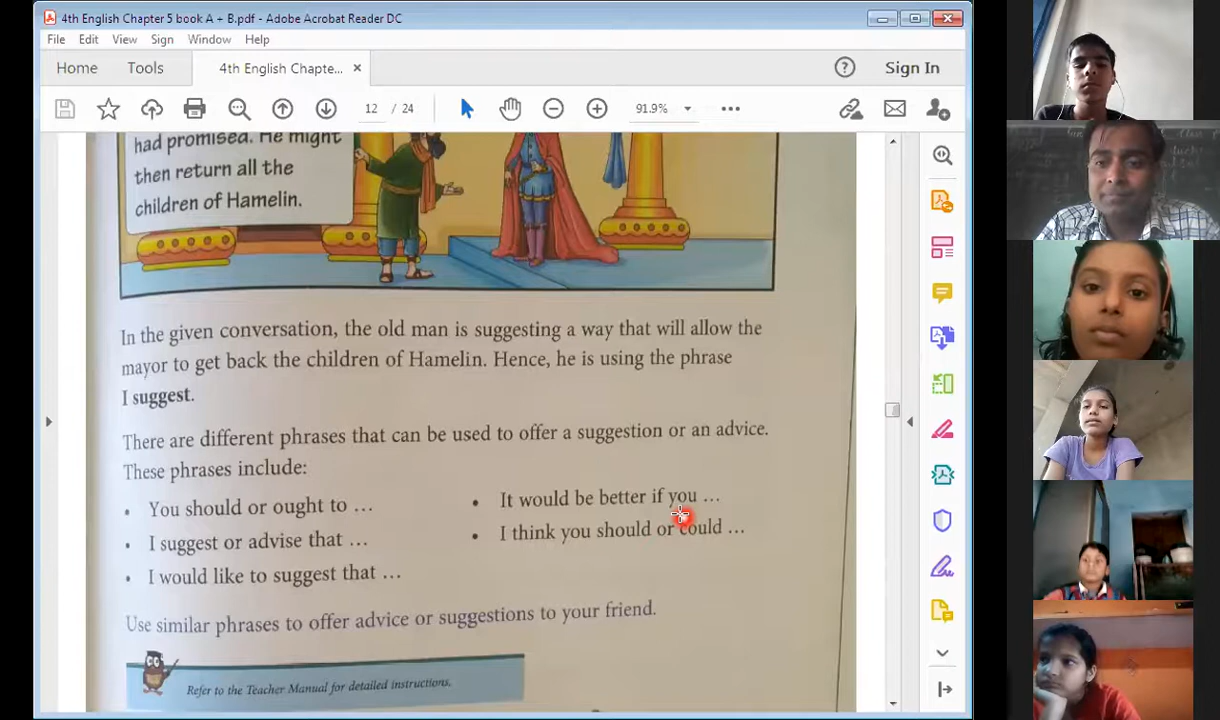 4th English Chapter 5 book A + B.pdf - Adobe Acrobat Reader DC
File Edit View Sign Window Help
Home Tools 4th English Chapte... × Sign In
12 / 24 91.9%
had promised. He might
then return all the
children of Hamelin.
In the given conversation, the old man is suggesting a way that will allow the
mayor to get back the children of Hamelin. Hence, he is using the phrase
I suggest.
There are different phrases that can be used to offer a suggestion or an advice.
These phrases include:
• You should or ought to ...
• I suggest or advise that ...
• I would like to suggest that ...
• It would be better if you ...
• I think you should or could ...
Use similar phrases to offer advice or suggestions to your friend.
Refer to the Teacher Manual for detailed instructions.